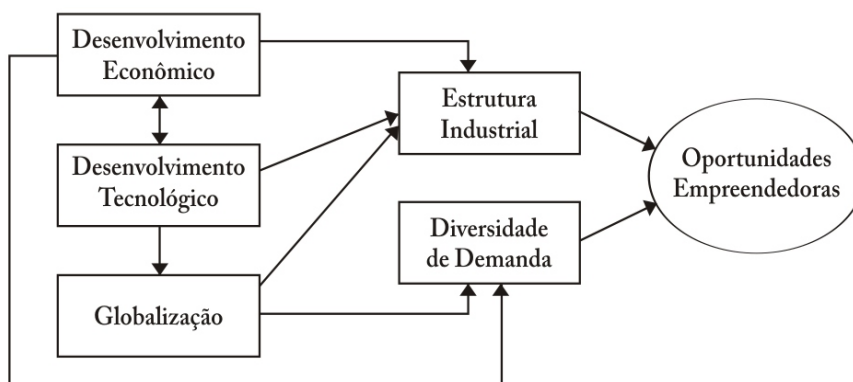 Desenvolvimento
Econômico
Estrutura
Industrial
Desenvolvimento
Tecnológico
Oportunidades
Empreendedoras
Diversidade
de Demanda
Globalização